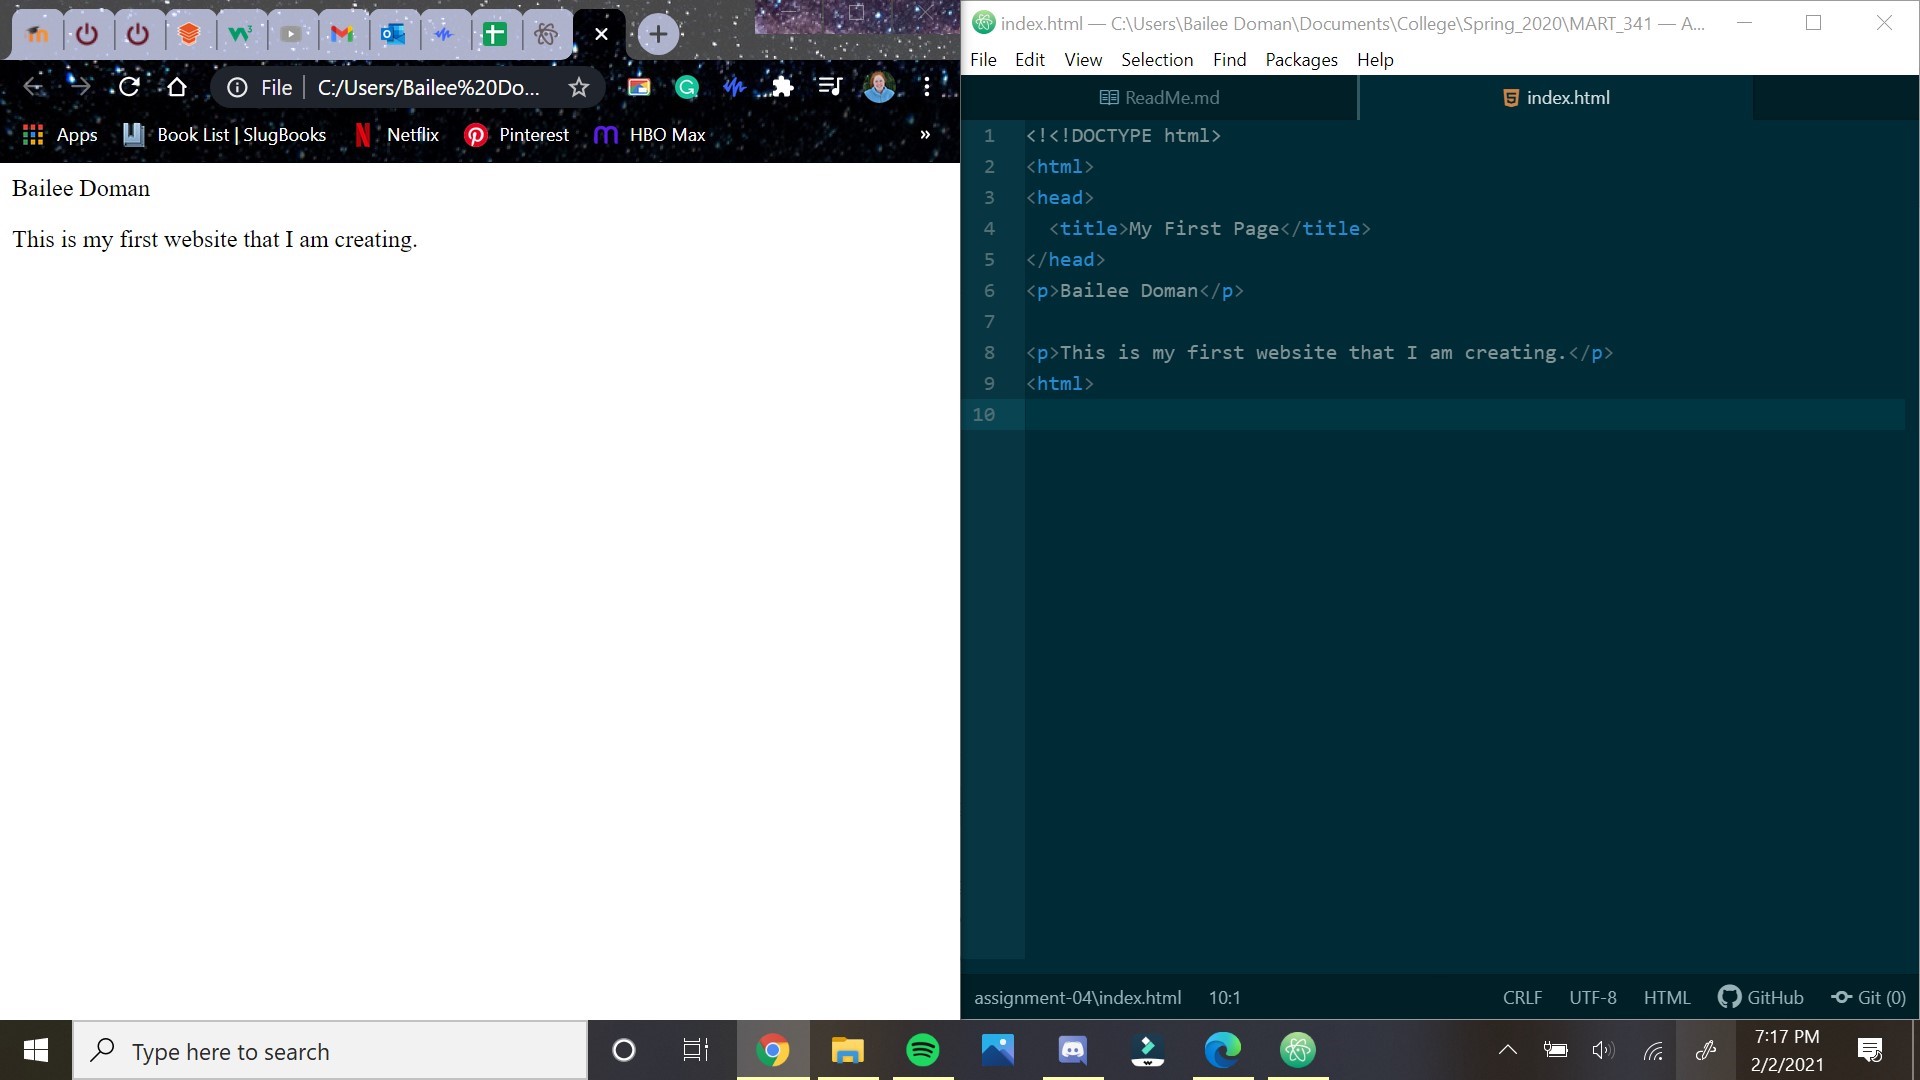 File
C:/Users/Bailee%20Do...
Apps
Book List | SlugBooks
Netflix
Pinterest
HBO Max
»
Bailee Doman
This is my first website that I am creating.
index.html — C:\Users\Bailee Doman\Documents\College\Spring_2020\MART_341 — A...
File Edit View Selection Find Packages Help
ReadMe.md
index.html
1 <!<!DOCTYPE html>
2 <html>
3 <head>
4 <title>My First Page</title>
5 </head>
6 <p>Bailee Doman</p>
7
8 <p>This is my first website that I am creating.</p>
9 <html>
10
assignment-04\index.html 10:1 CRLF UTF-8 HTML GitHub Git (0)
Type here to search
7:17 PM
2/2/2021